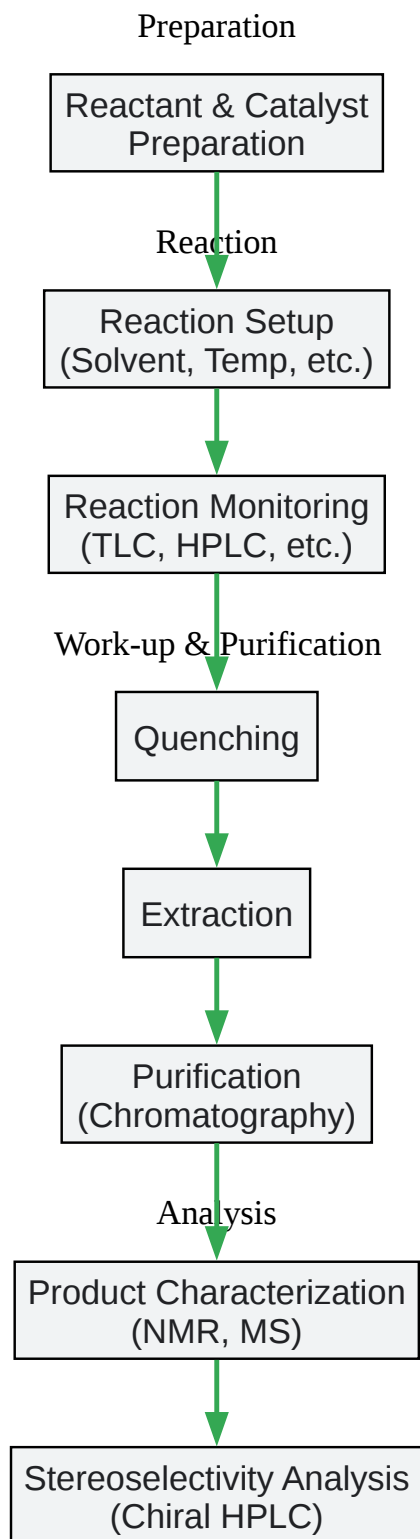 Preparation
Reactant & Catalyst
Preparation
Reaction
Reaction Setup
(Solvent, Temp, etc.)
Reaction Monitoring
(TLC, HPLC, etc.)
Work-up & Purification
Quenching
Extraction
Purification
(Chromatography)
Analysis
Product Characterization
(NMR, MS)
Stereoselectivity Analysis
(Chiral HPLC)